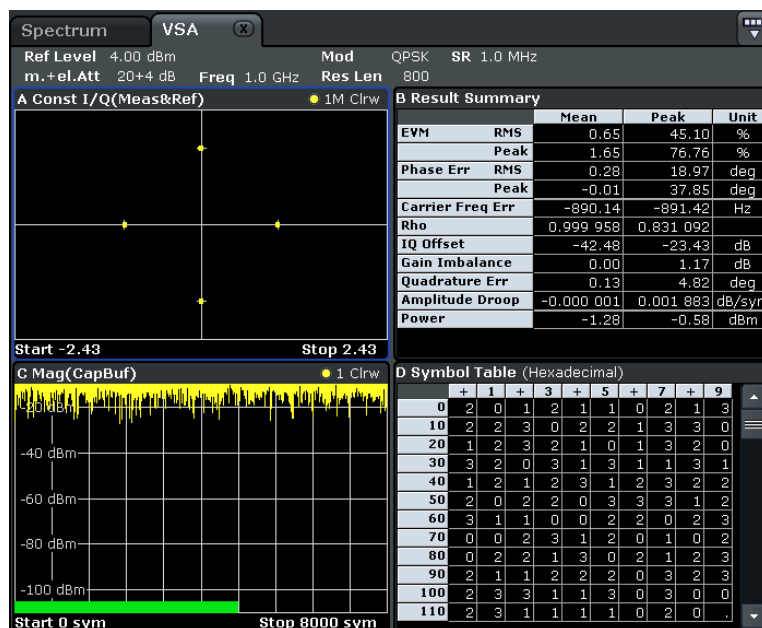 Spectrum VSA X
Ref Level 4.00 dBm Mod QPSK SR 1.0 MHz
m.+el.Att 20+4 dB Freq 1.0 GHz Res Len 800
A Const I/Q(Meas&Ref) 1M Clrw
Start -2.43 Stop 2.43
B Result Summary
Mean Peak Unit
EVM RMS 0.65 45.10 %
Peak 1.65 76.76 %
Phase Err RMS 0.28 18.97 deg
Peak -0.01 37.85 deg
Carrier Freq Err -890.14 -891.42 Hz
Rho 0.999 958 0.831 092
IQ Offset -42.48 -23.43 dB
Gain Imbalance 0.00 1.17 dB
Quadrature Err 0.13 4.82 deg
Amplitude Droop -0.000 001 0.001 883 dB/sym
Power -1.28 -0.58 dBm
C Mag(CapBuf) 1 Clrw
-20 dBm
-40 dBm
-60 dBm
-80 dBm
-100 dBm
Start 0 sym Stop 8000 sym
D Symbol Table (Hexadecimal)
+ 1 + 3 + 5 + 7 + 9
0 2 0 1 2 1 1 0 2 1 3
10 2 2 3 0 2 2 1 3 3 0
20 1 2 3 2 1 0 1 3 2 0
30 3 2 0 3 1 3 1 1 3 1
40 1 2 1 2 3 1 2 3 2 2
50 2 0 2 2 0 3 3 3 1 2
60 3 1 1 0 0 2 2 0 2 3
70 0 0 2 3 1 2 0 1 0 2
80 0 2 2 1 3 0 2 1 2 3
90 2 1 1 2 2 2 0 3 2 3
100 2 3 3 1 1 3 0 3 0 0
110 2 3 1 1 1 1 0 2 0 .